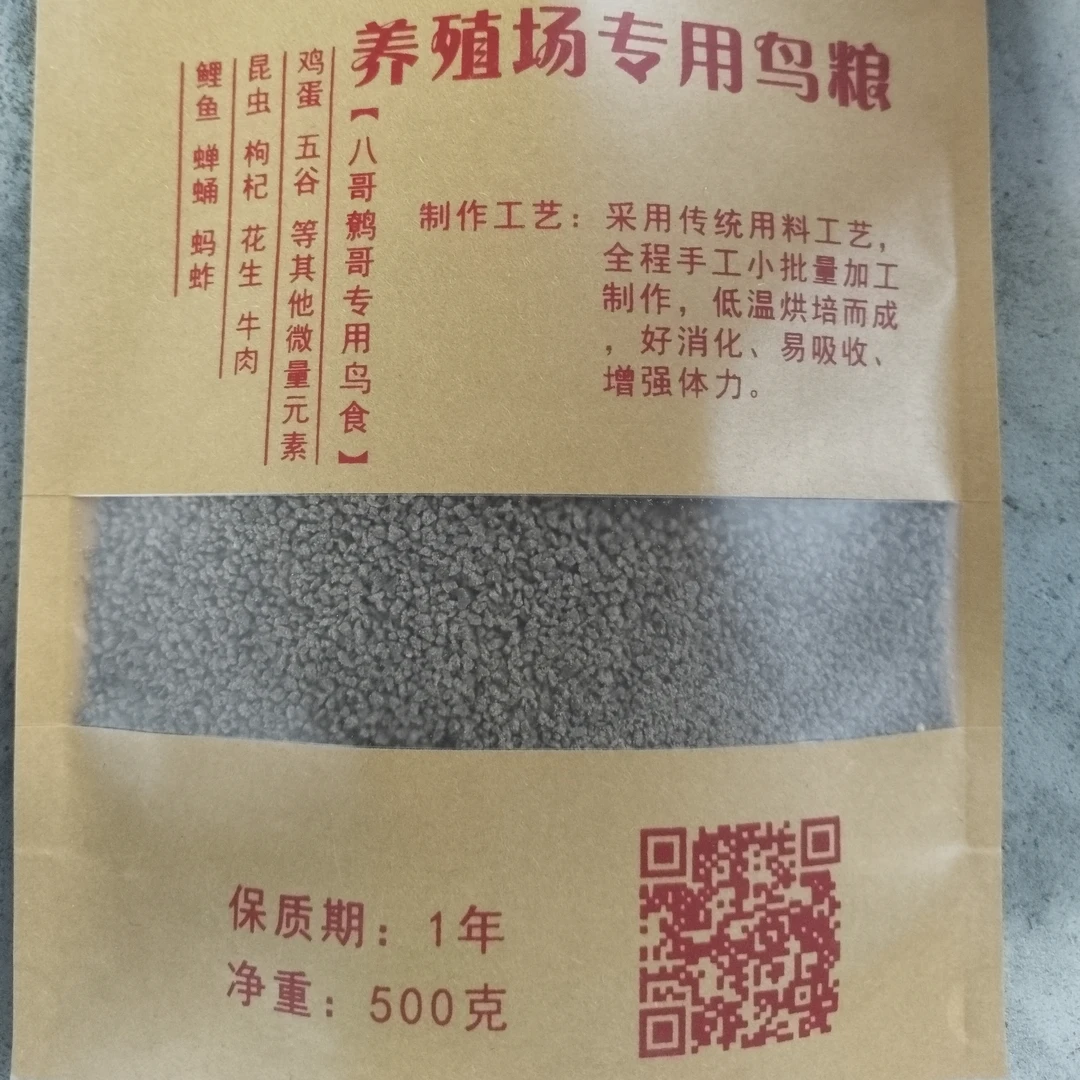 养殖场专用鸟粮
【八哥鹩哥专用鸟食】
鸡蛋 五谷 等其他微量元素
昆虫 枸杞 花生 牛肉
鲤鱼 蝉蛹 蚂蚱
制作工艺：采用传统用料工艺，
全程手工小批量加工
制作，低温烘培而成
，好消化、易吸收、
增强体力。
保质期：1年
净重：500克